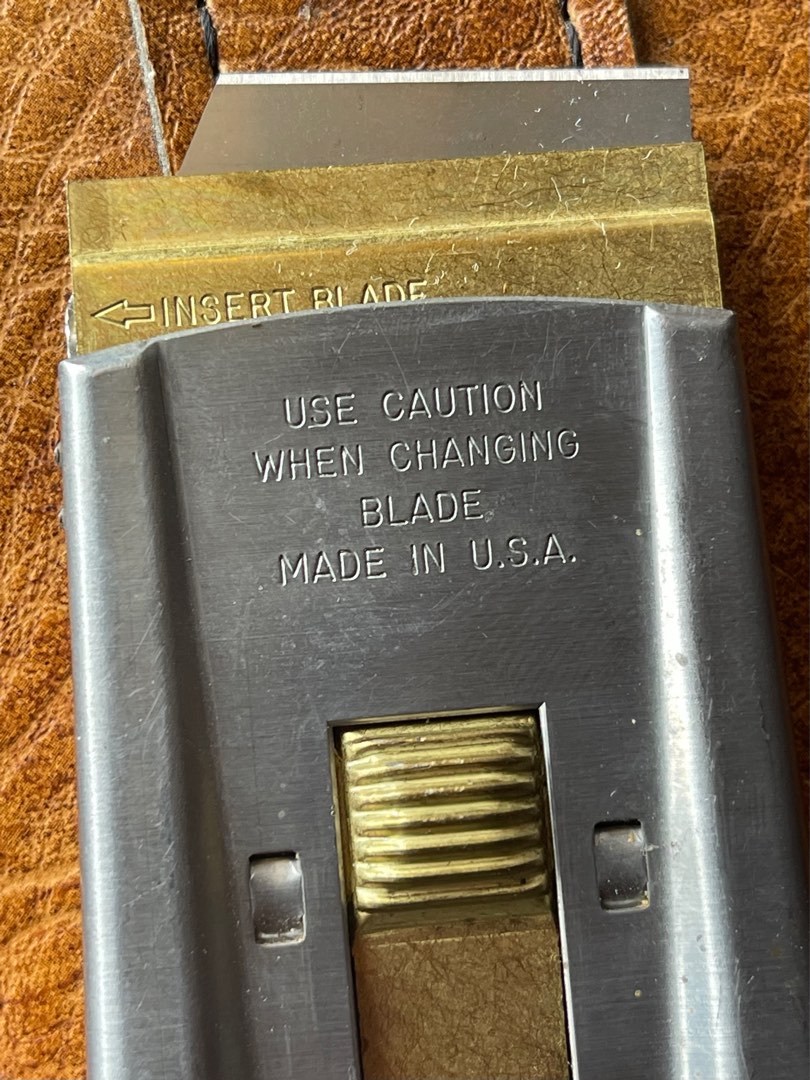 INSERT BLADE
USE CAUTION
WHEN CHANGING
BLADE
MADE IN U.S.A.